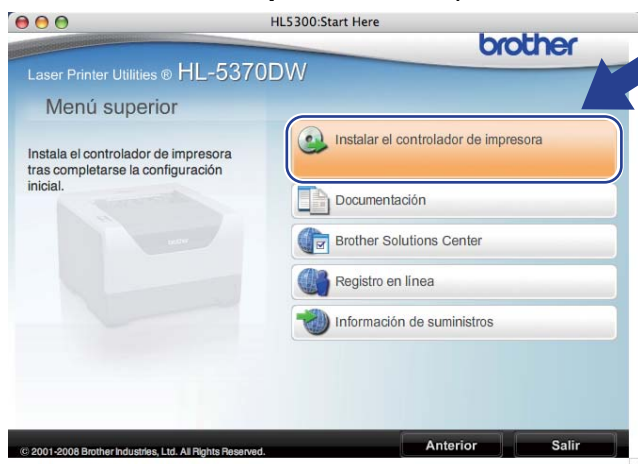 HL5300:Start Here
brother
Laser Printer Utilities ® HL-5370DW
Menú superior
Instala el controlador de impresora
tras completarse la configuración
inicial.
Instalar el controlador de impresora
Documentación
Brother Solutions Center
Registro en línea
Información de suministros
© 2001-2008 Brother Industries, Ltd. All Rights Reserved.
Anterior
Salir